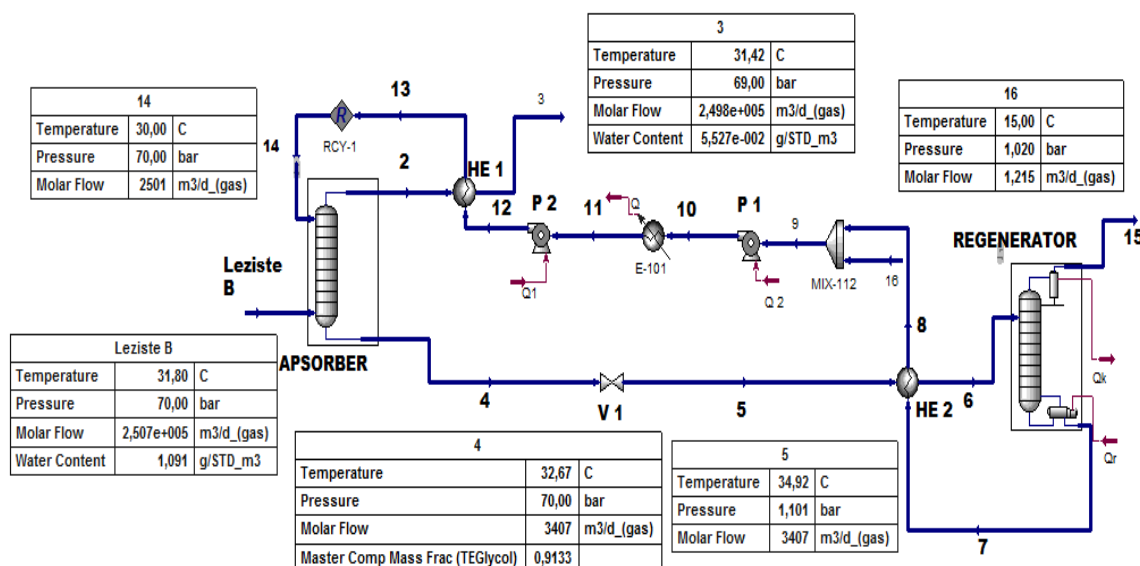 3
Temperature 31,42 C
Pressure 69,00 bar
Molar Flow 2,498e+005 m3/d_(gas)
Water Content 5,527e-002 g/STD_m3
14
Temperature 30,00 C
Pressure 70,00 bar
Molar Flow 2501 m3/d_(gas)
16
Temperature 15,00 C
Pressure 1,020 bar
Molar Flow 1,215 m3/d_(gas)
13
3
R
RCY-1
14
2
HE 1
12
P 2
11
Q
10
P 1
9
E-101
Q1
Q 2
MIX-112
16
8
REGENERATOR
15
Leziste
B
APSORBER
4
V 1
5
HE 2
6
Qk
Qr
7
Leziste B
Temperature 31,80 C
Pressure 70,00 bar
Molar Flow 2,507e+005 m3/d_(gas)
Water Content 1,091 g/STD_m3
4
Temperature 32,67 C
Pressure 70,00 bar
Molar Flow 3407 m3/d_(gas)
Master Comp Mass Frac (TEGlycol) 0,9133
5
Temperature 34,92 C
Pressure 1,101 bar
Molar Flow 3407 m3/d_(gas)